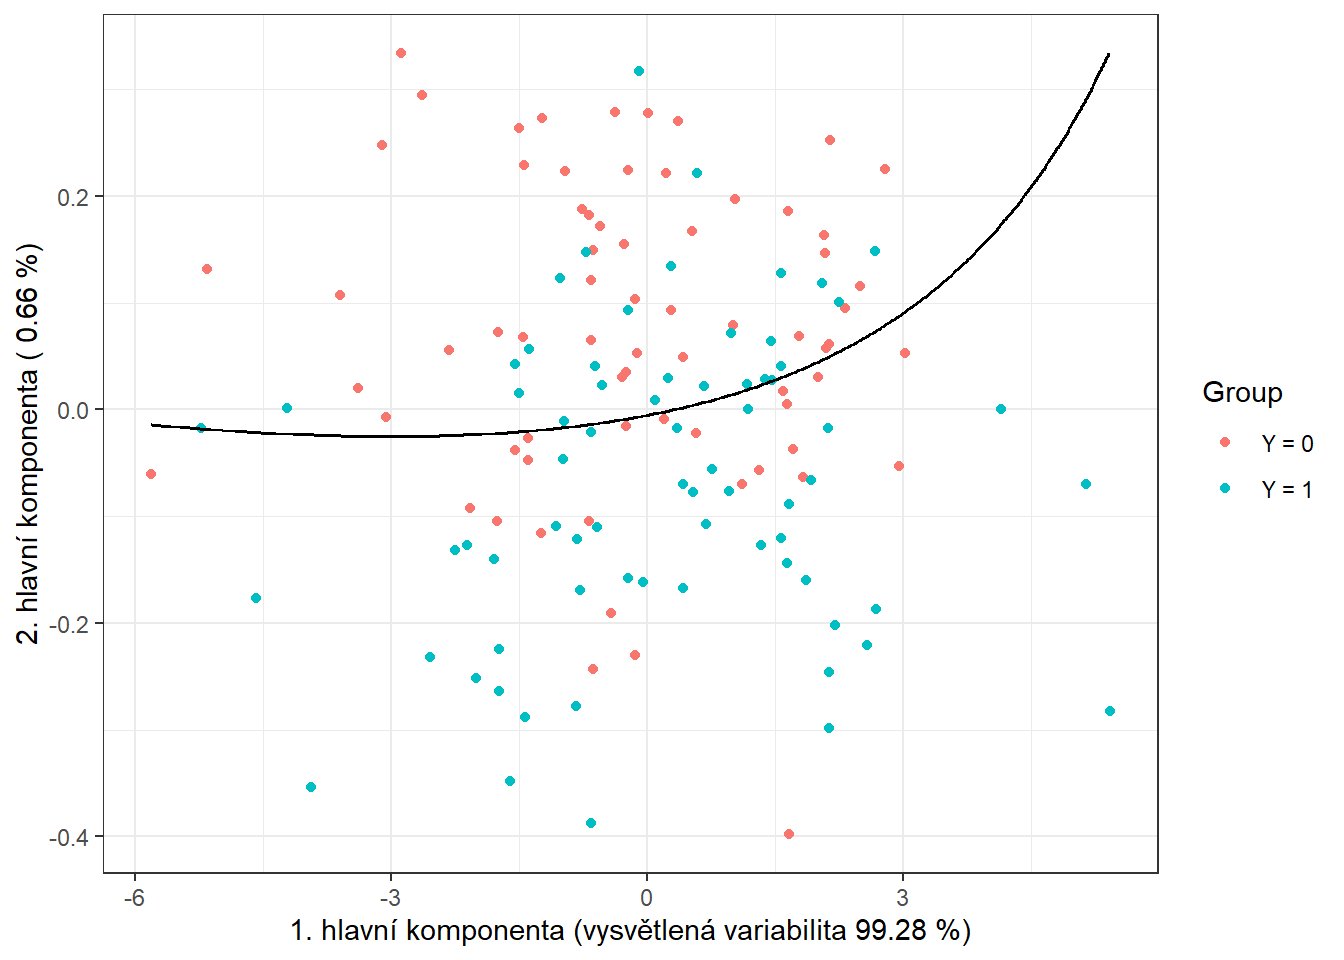 0.2
0.0
-0.2
-0.4
2. hlavní komponenta ( 0.66 %)
-6
-3
0
3
1. hlavní komponenta (vysvětlená variabilita 99.28 %)
Group
Y = 0
Y = 1